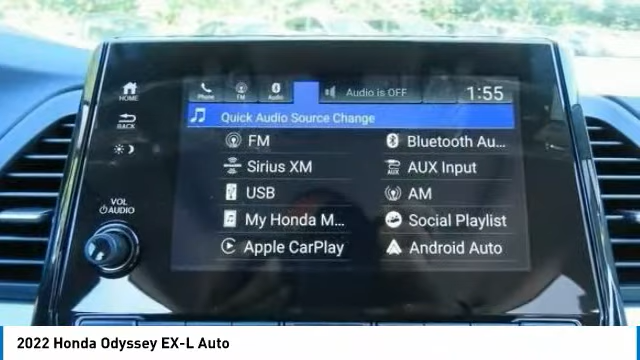 Phone FM Audio Audio is OFF 1:55
HOME
BACK
VOL
AUDIO
Quick Audio Source Change
FM Bluetooth Au...
Sirius XM AUX Input
USB AM
My Honda M... Social Playlist
Apple CarPlay Android Auto
2022 Honda Odyssey EX-L Auto